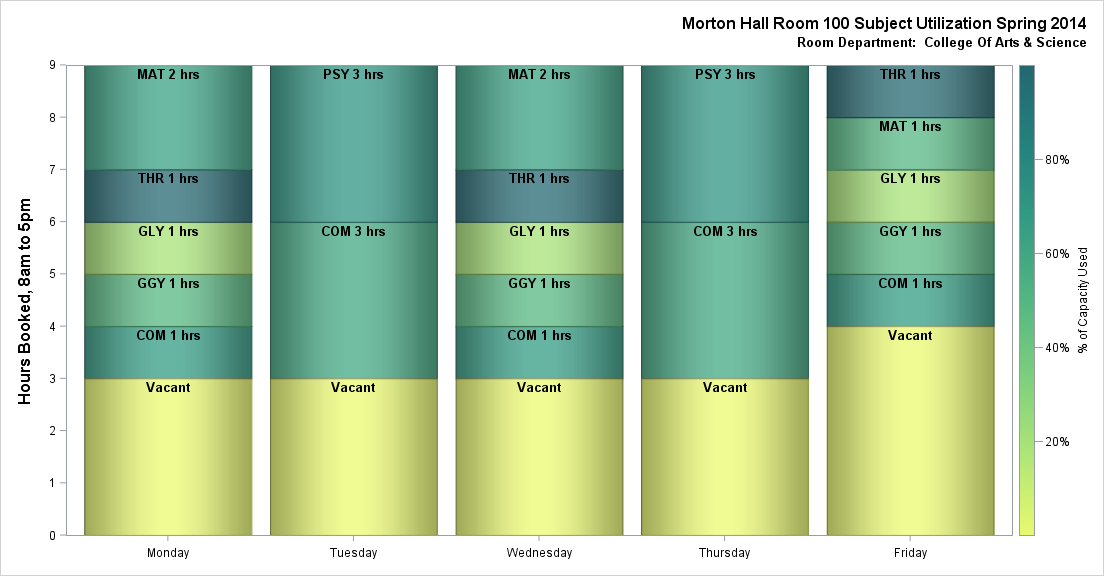 Morton Hall Room 100 Subject Utilization Spring 2014
Room Department: College Of Arts & Science
Hours Booked, 8am to 5pm
9
8
7
6
5
4
3
2
1
0
MAT 2 hrs
THR 1 hrs
GLY 1 hrs
GGY 1 hrs
COM 1 hrs
Vacant
Monday
PSY 3 hrs
COM 3 hrs
Vacant
Tuesday
MAT 2 hrs
THR 1 hrs
GLY 1 hrs
GGY 1 hrs
COM 1 hrs
Vacant
Wednesday
PSY 3 hrs
COM 3 hrs
Vacant
Thursday
THR 1 hrs
MAT 1 hrs
GLY 1 hrs
GGY 1 hrs
COM 1 hrs
Vacant
Friday
80%
60%
40%
20%
% of Capacity Used